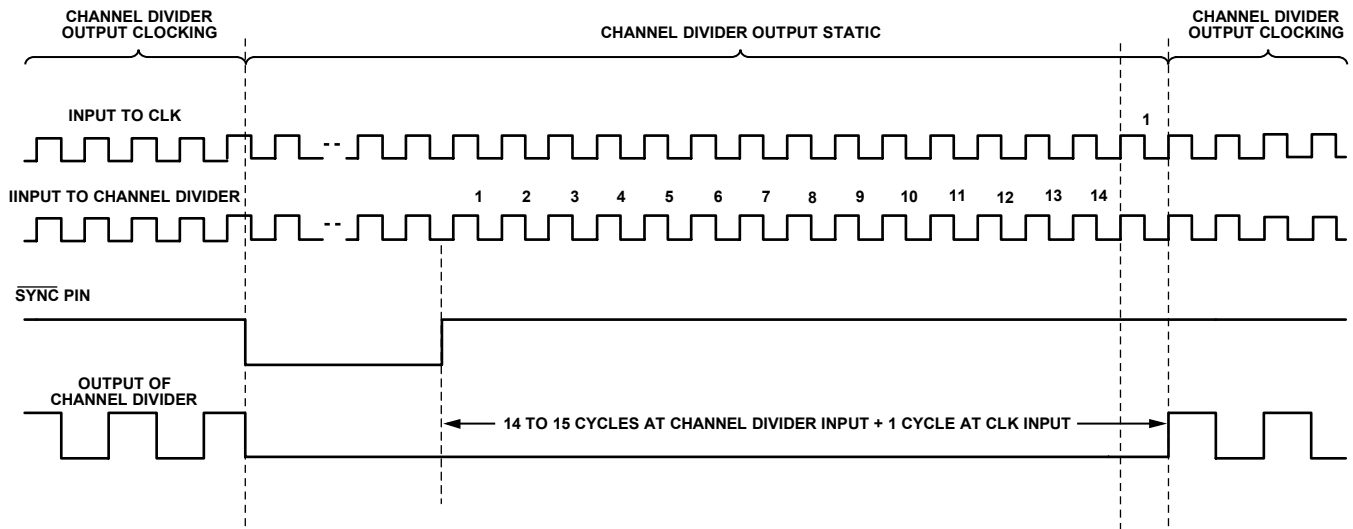 CHANNEL DIVIDER
OUTPUT CLOCKING
CHANNEL DIVIDER OUTPUT STATIC
CHANNEL DIVIDER
OUTPUT CLOCKING
INPUT TO CLK
1
IINPUT TO CHANNEL DIVIDER
1 2 3 4 5 6 7 8 9 10 11 12 13 14
SYNC PIN
OUTPUT OF
CHANNEL DIVIDER
14 TO 15 CYCLES AT CHANNEL DIVIDER INPUT + 1 CYCLE AT CLK INPUT